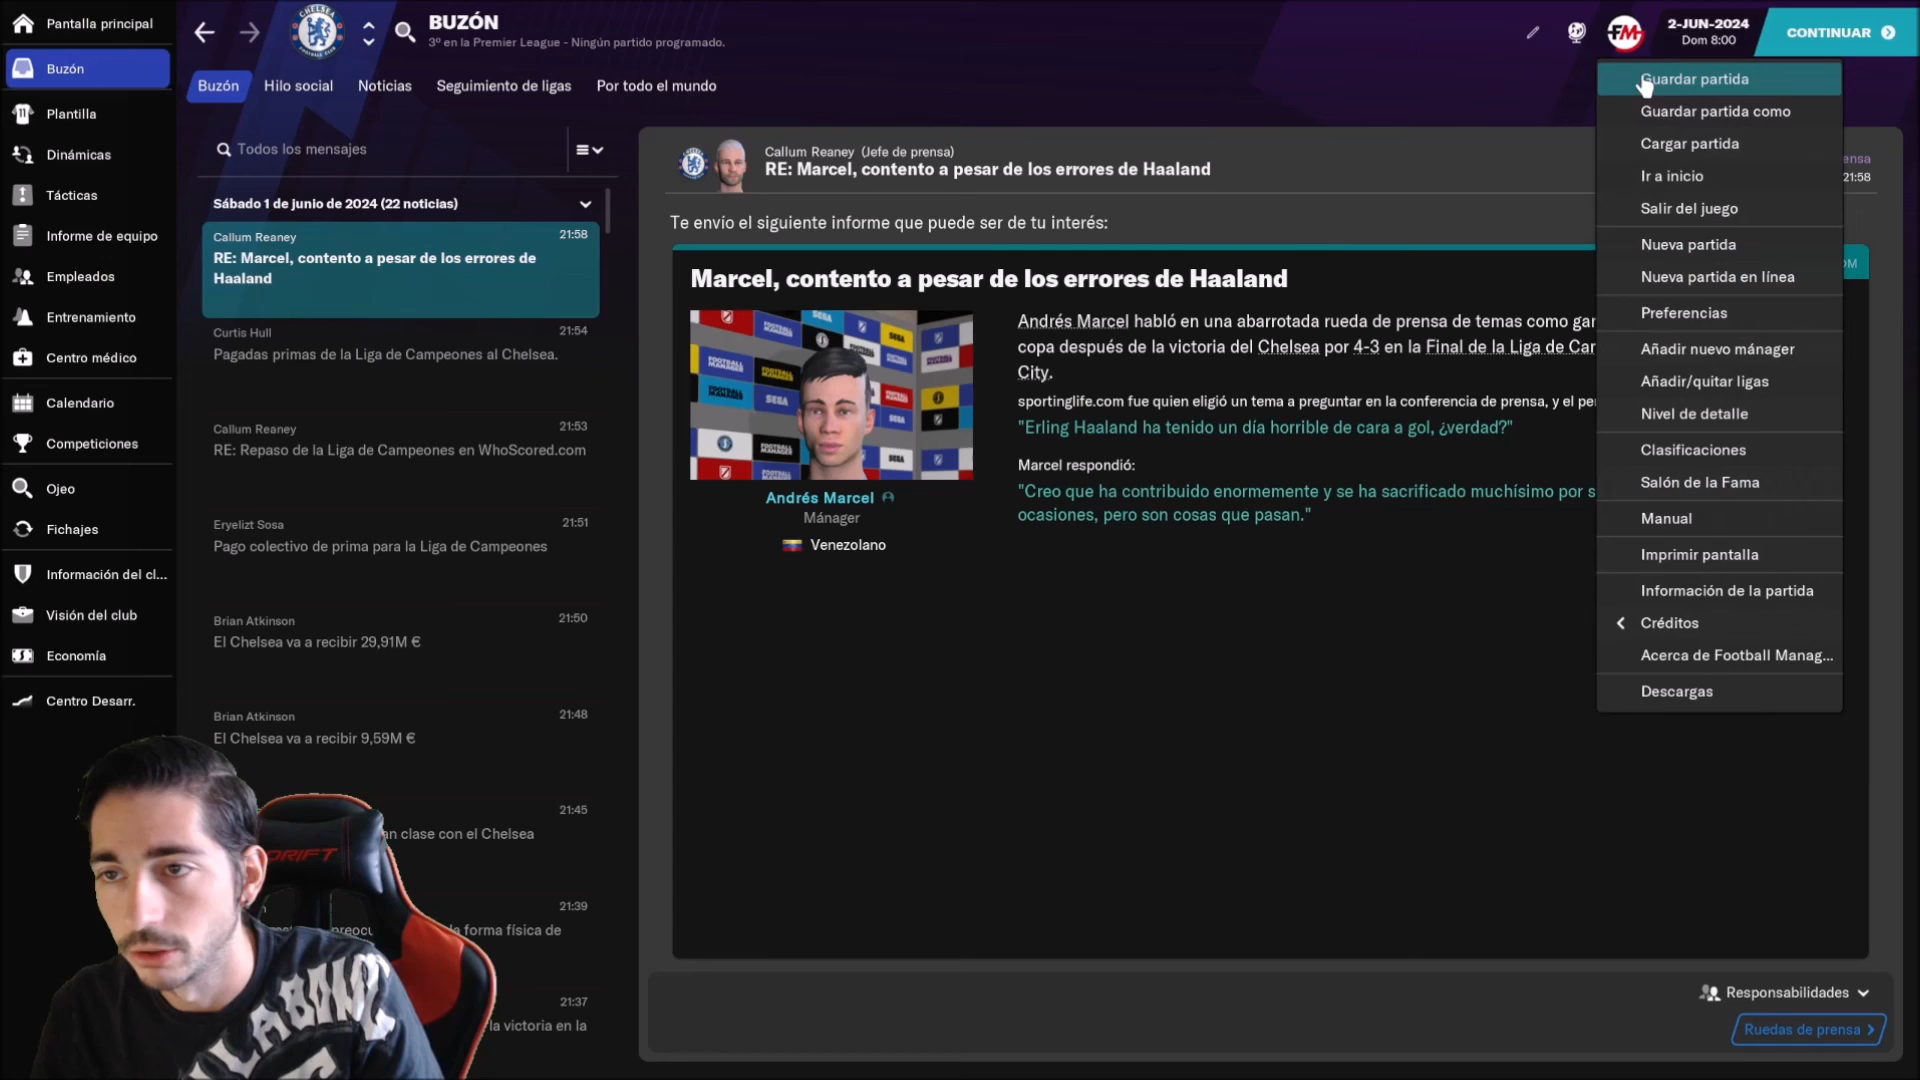 Pantalla principal
Buzón
Plantilla
Dinámicas
Tácticas
Informe de equipo
Empleados
Entrenamiento
Centro médico
Calendario
Competiciones
Ojeo
Fichajes
Información del cl...
Visión del club
Economía
Centro Desarr.
BUZÓN
3º en la Premier League - Ningún partido programado.
FM
2-JUN-2024
Dom 8:00
CONTINUAR
Buzón
Hilo social
Noticias
Seguimiento de ligas
Por todo el mundo
Todos los mensajes
Sábado 1 de junio de 2024 (22 noticias)
Callum Reaney
21:58
RE: Marcel, contento a pesar de los errores de
Haaland
Curtis Hull
21:54
Pagadas primas de la Liga de Campeones al Chelsea.
Callum Reaney
21:53
RE: Repaso de la Liga de Campeones en WhoScored.com
Eryelizt Sosa
21:51
Pago colectivo de prima para la Liga de Campeones
Brian Atkinson
21:50
El Chelsea va a recibir 29,91M €
Brian Atkinson
21:48
El Chelsea va a recibir 9,59M €
21:45
an clase con el Chelsea
21:39
preocu
la forma física de
21:37
la victoria en la
DRIFT
Callum Reaney (Jefe de prensa)
RE: Marcel, contento a pesar de los errores de Haaland
ensa
21:58
Te envío el siguiente informe que puede ser de tu interés:
OM
Marcel, contento a pesar de los errores de Haaland
Andrés Marcel habló en una abarrotada rueda de prensa de temas como gan
copa después de la victoria del Chelsea por 4-3 en la Final de la Liga de Cam
City.
sportinglife.com fue quien eligió un tema a preguntar en la conferencia de prensa, y el pe
"Erling Haaland ha tenido un día horrible de cara a gol, ¿verdad?"
Marcel respondió:
"Creo que ha contribuido enormemente y se ha sacrificado muchísimo por s
ocasiones, pero son cosas que pasan."
Andrés Marcel
Mánager
Venezolano
Guardar partida
Guardar partida como
Cargar partida
Ir a inicio
Salir del juego
Nueva partida
Nueva partida en línea
Preferencias
Añadir nuevo mánager
Añadir/quitar ligas
Nivel de detalle
Clasificaciones
Salón de la Fama
Manual
Imprimir pantalla
Información de la partida
Créditos
Acerca de Football Manag...
Descargas
Responsabilidades
Ruedas de prensa